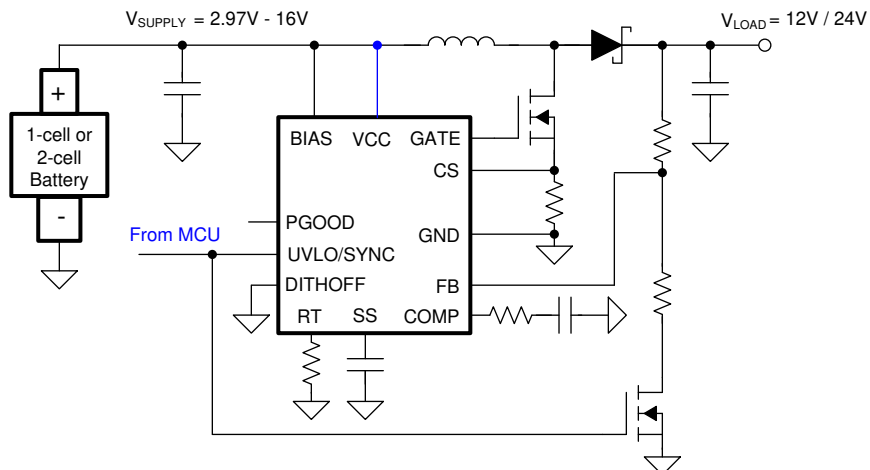 VSUPPLY = 2.97V - 16V
VLOAD = 12V / 24V
+
1-cell or
2-cell
Battery
-
BIAS
VCC
GATE
CS
PGOOD
From MCU
GND
UVLO/SYNC
DITHOFF
FB
RT
SS
COMP